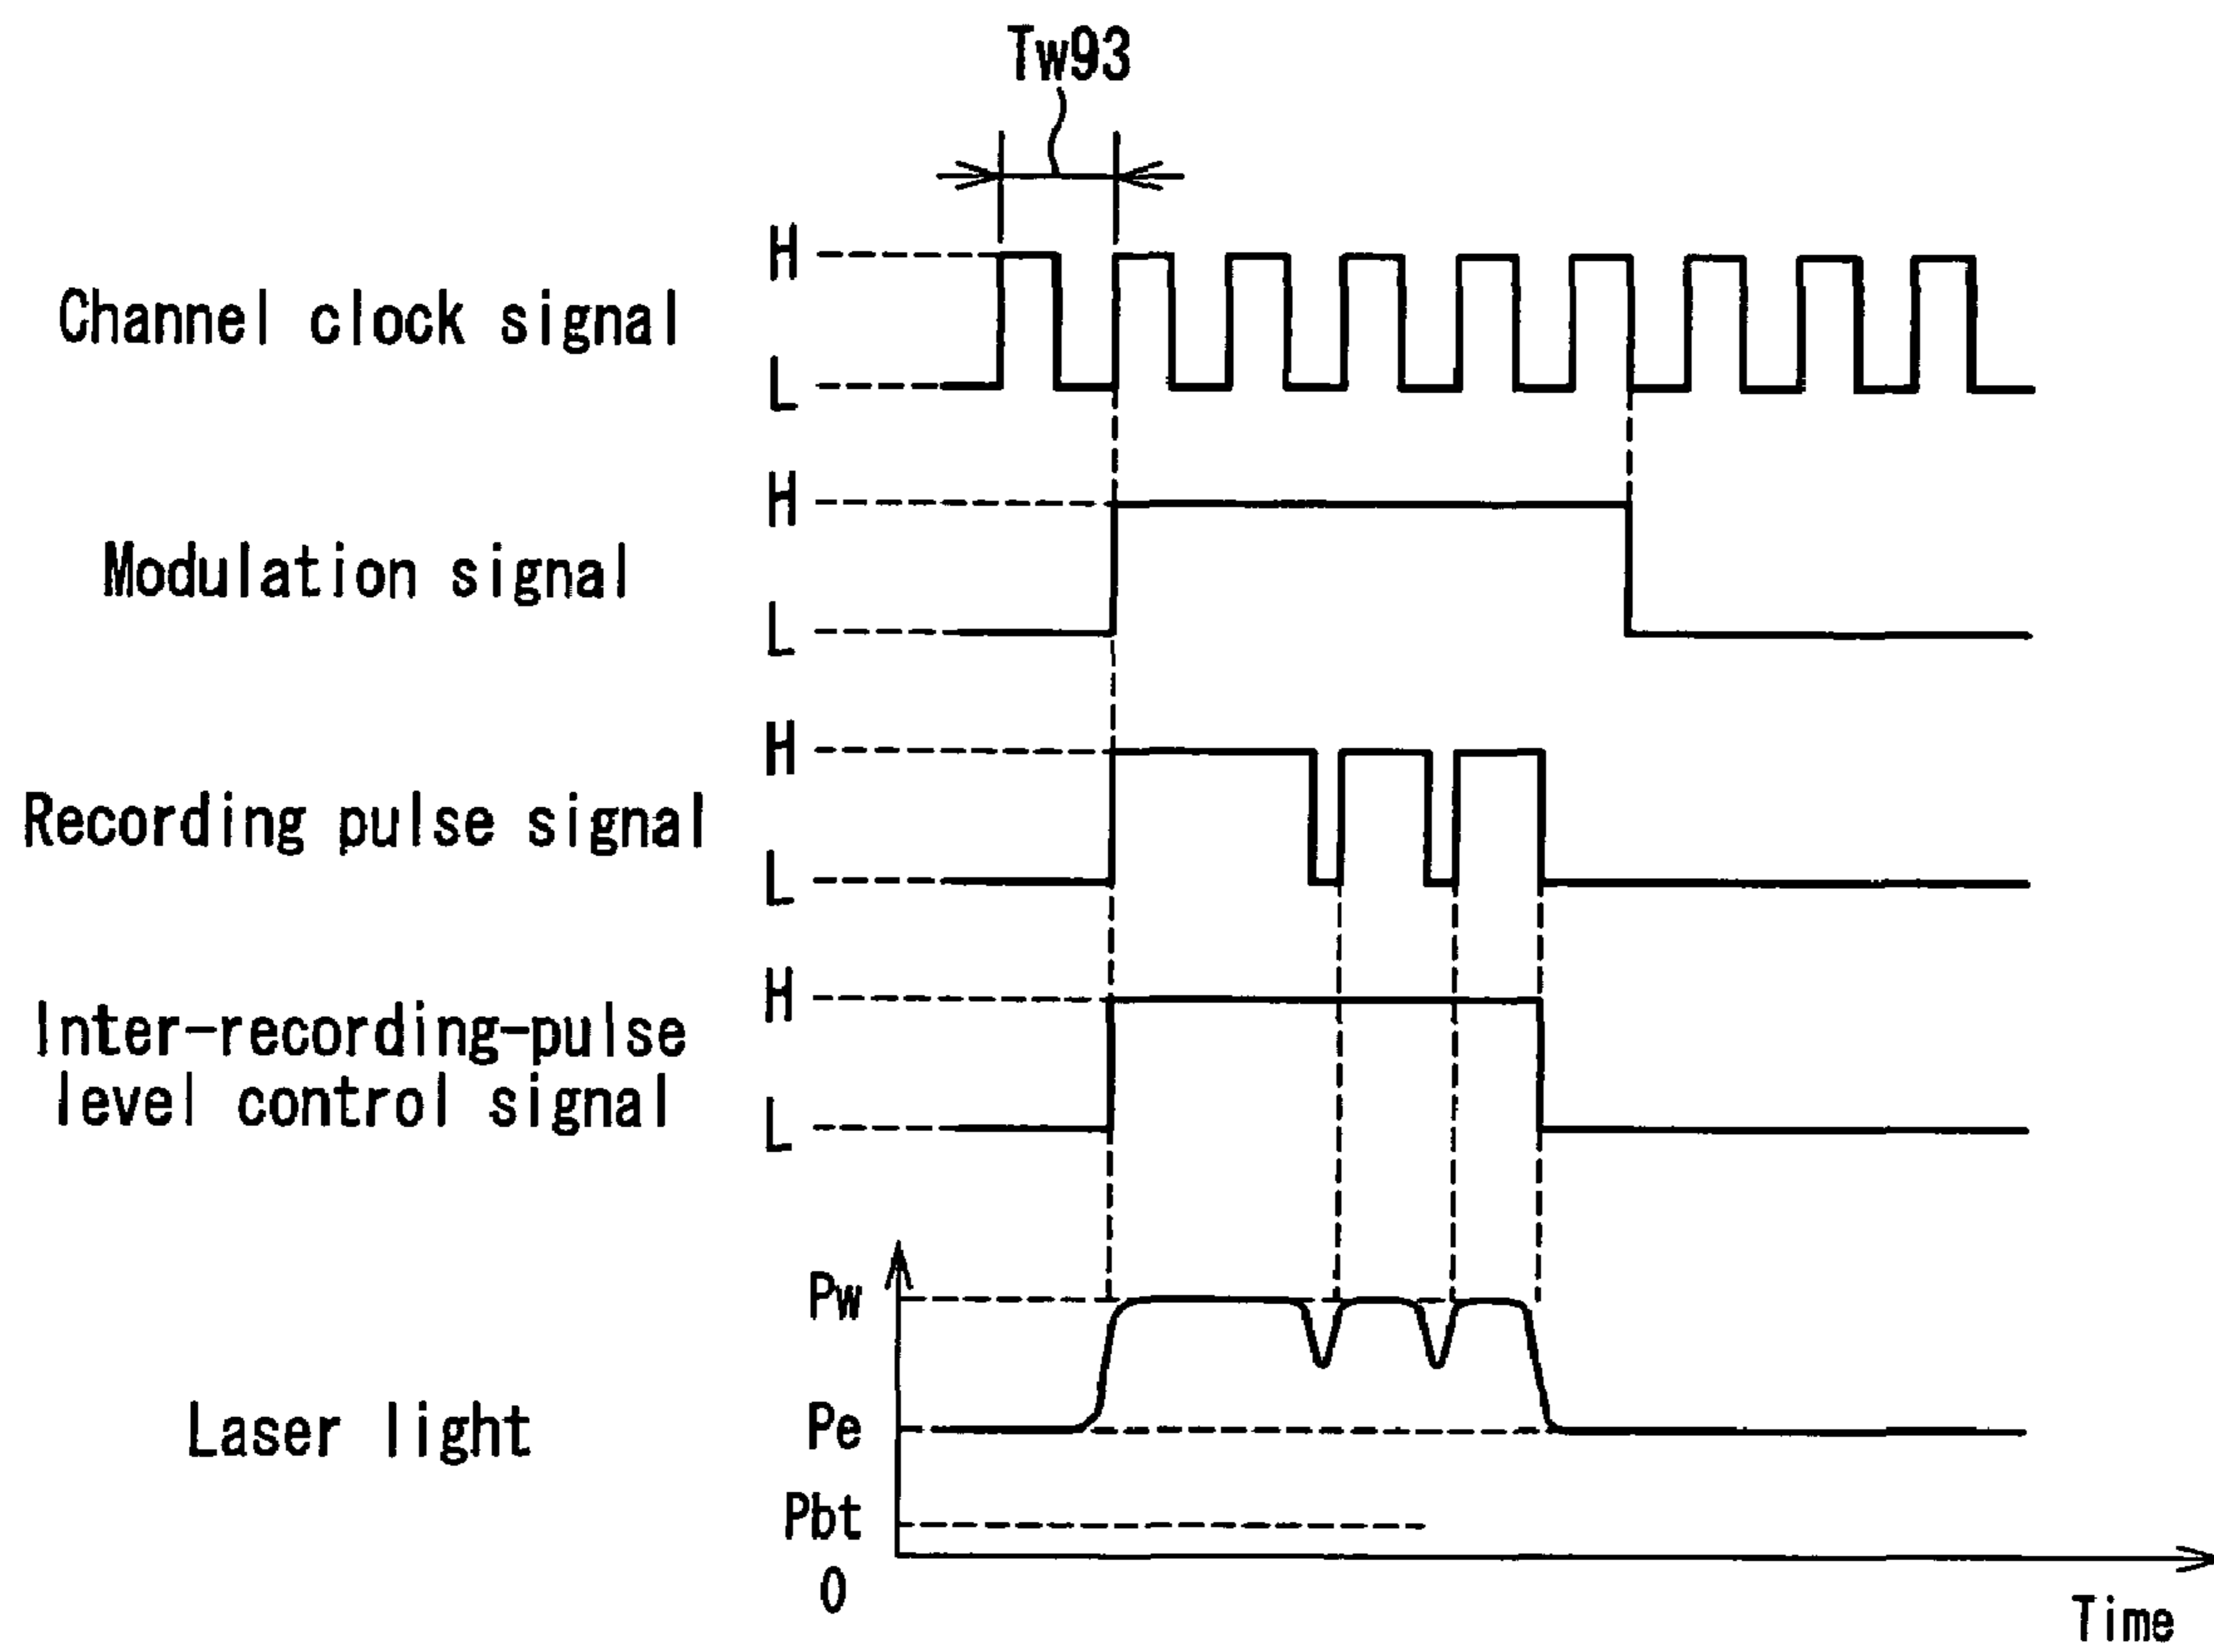 Tw93
H
Channel clock signal
L
H
Modulation signal
L
H
Recording pulse signal
L
H
Inter-recording-pulse
level control signal
L
Pw
Pe
Laser light
Pbt
0
Time